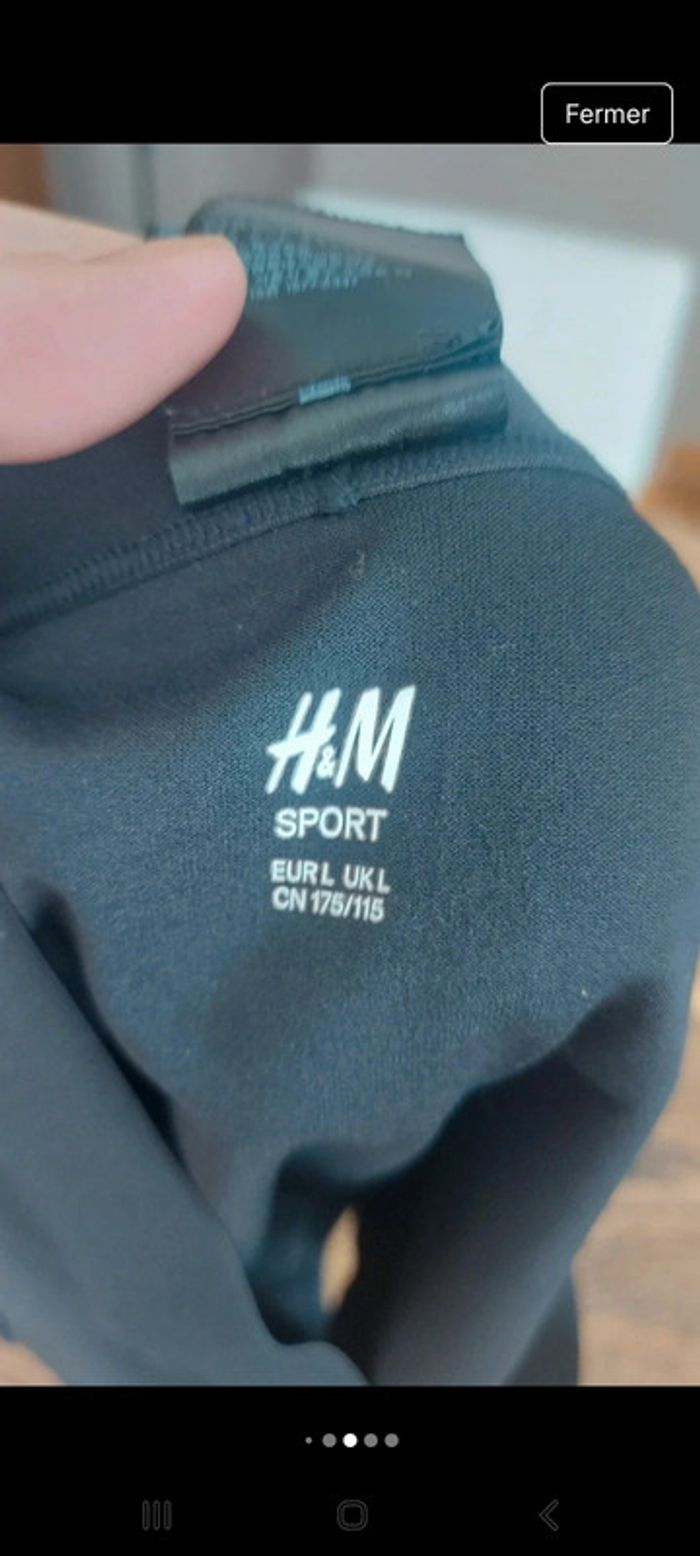 Fermer
H&M
SPORT
EUR L UK L
CN 175/115